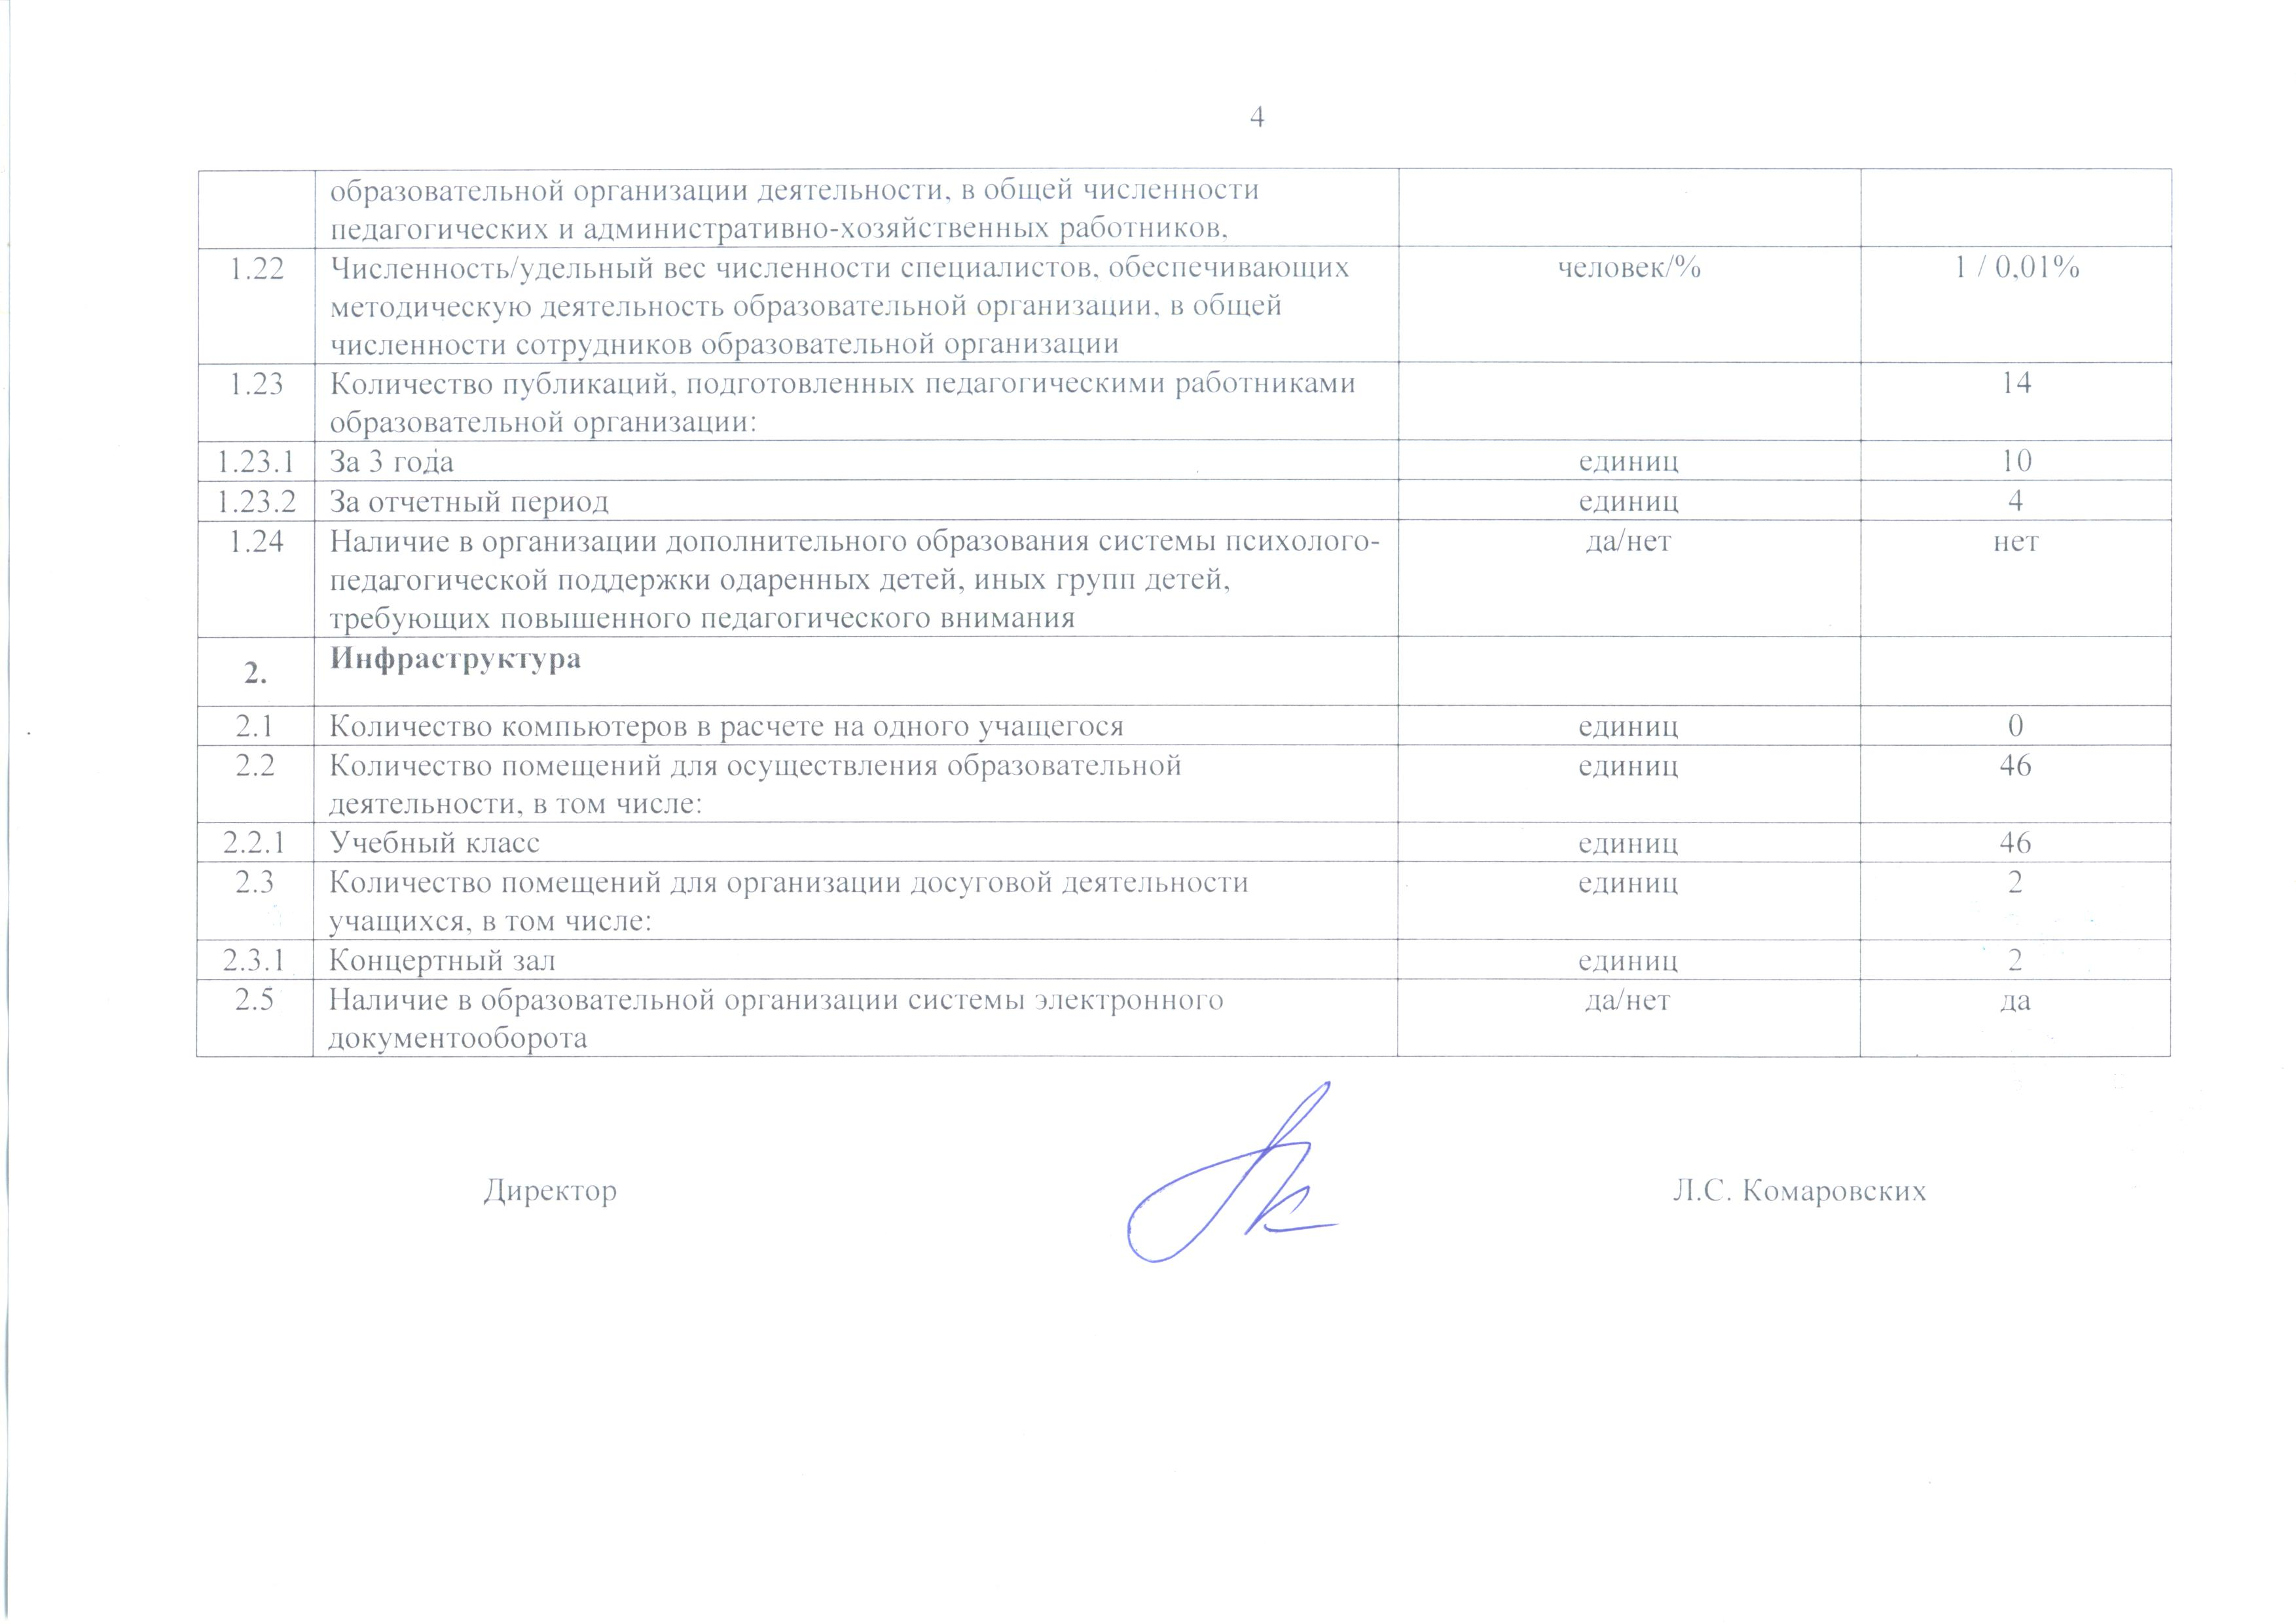 4
образовательной организации деятельности, в общей численности
педагогических и административно-хозяйственных работников,
1.22 Численность/удельный вес численности специалистов, обеспечивающих человек/% 1 / 0,01%
методическую деятельность образовательной организации, в общей
численности сотрудников образовательной организации
1.23 Количество публикаций, подготовленных педагогическими работниками 14
образовательной организации:
1.23.1 За 3 года единиц 10
1.23.2 За отчетный период единиц 4
1.24 Наличие в организации дополнительного образования системы психолого- да/нет нет
педагогической поддержки одаренных детей, иных групп детей,
требующих повышенного педагогического внимания
2. Инфраструктура
2.1 Количество компьютеров в расчете на одного учащегося единиц 0
2.2 Количество помещений для осуществления образовательной единиц 46
деятельности, в том числе:
2.2.1 Учебный класс единиц 46
2.3 Количество помещений для организации досуговой деятельности единиц 2
учащихся, в том числе:
2.3.1 Концертный зал единиц 2
2.5 Наличие в образовательной организации системы электронного да/нет да
документооборота
Директор Л.С. Комаровских